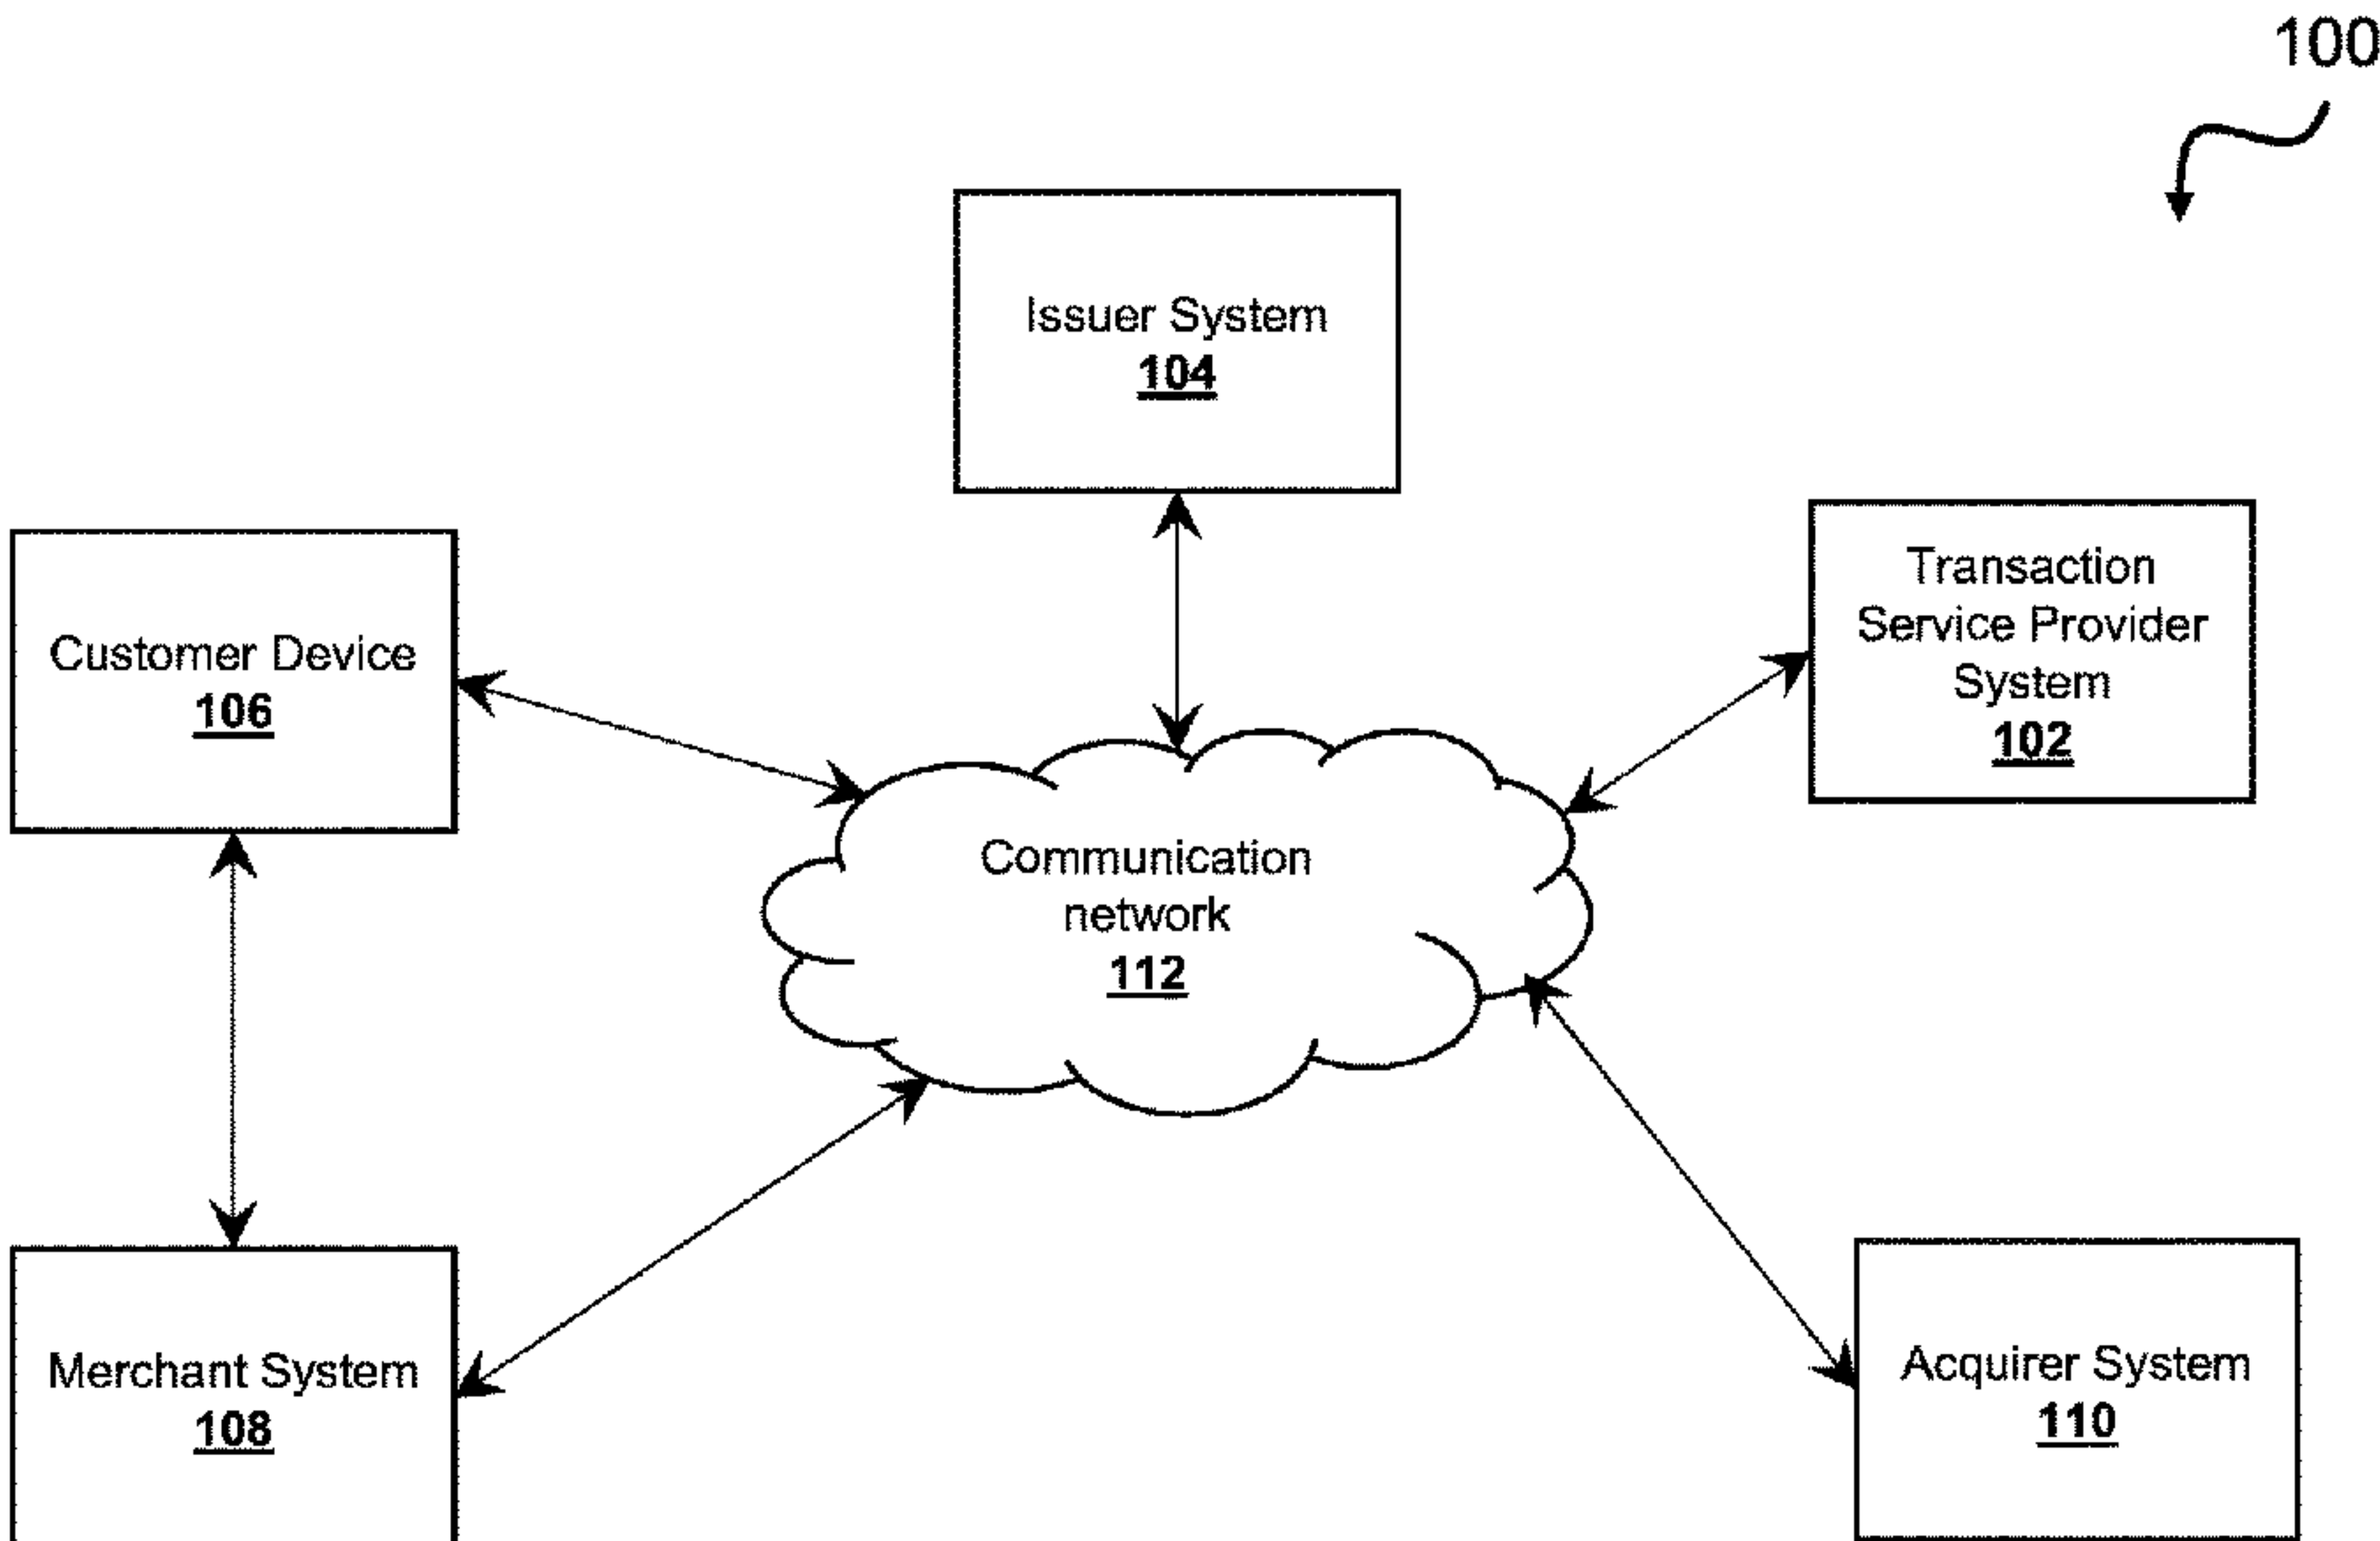 100
Issuer System
104
Transaction
Service Provider
System
102
Customer Device
106
Communication
network
112
Merchant System
108
Acquirer System
110